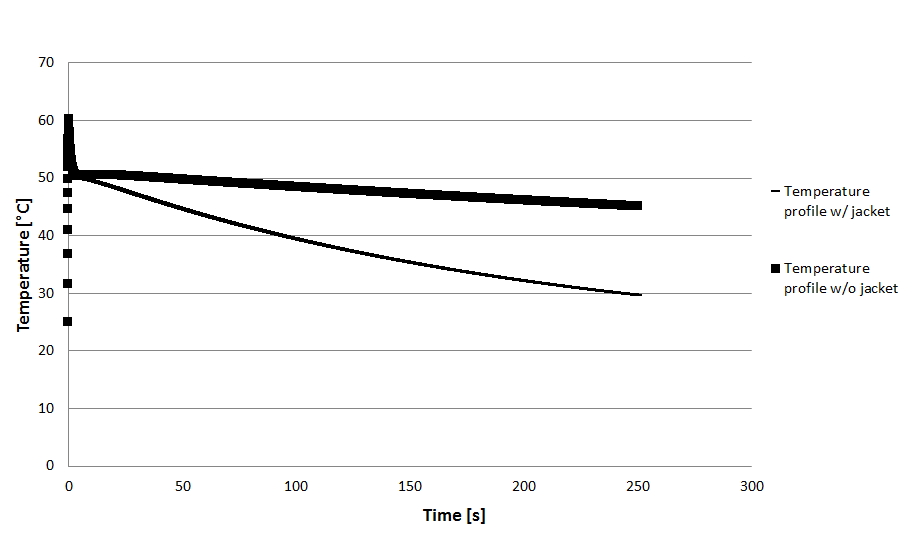 70
60
50
40
30
20
10
0
Temperature [°C]
0 50 100 150 200 250 300
Time [s]
Temperature
profile w/ jacket
Temperature
profile w/o jacket